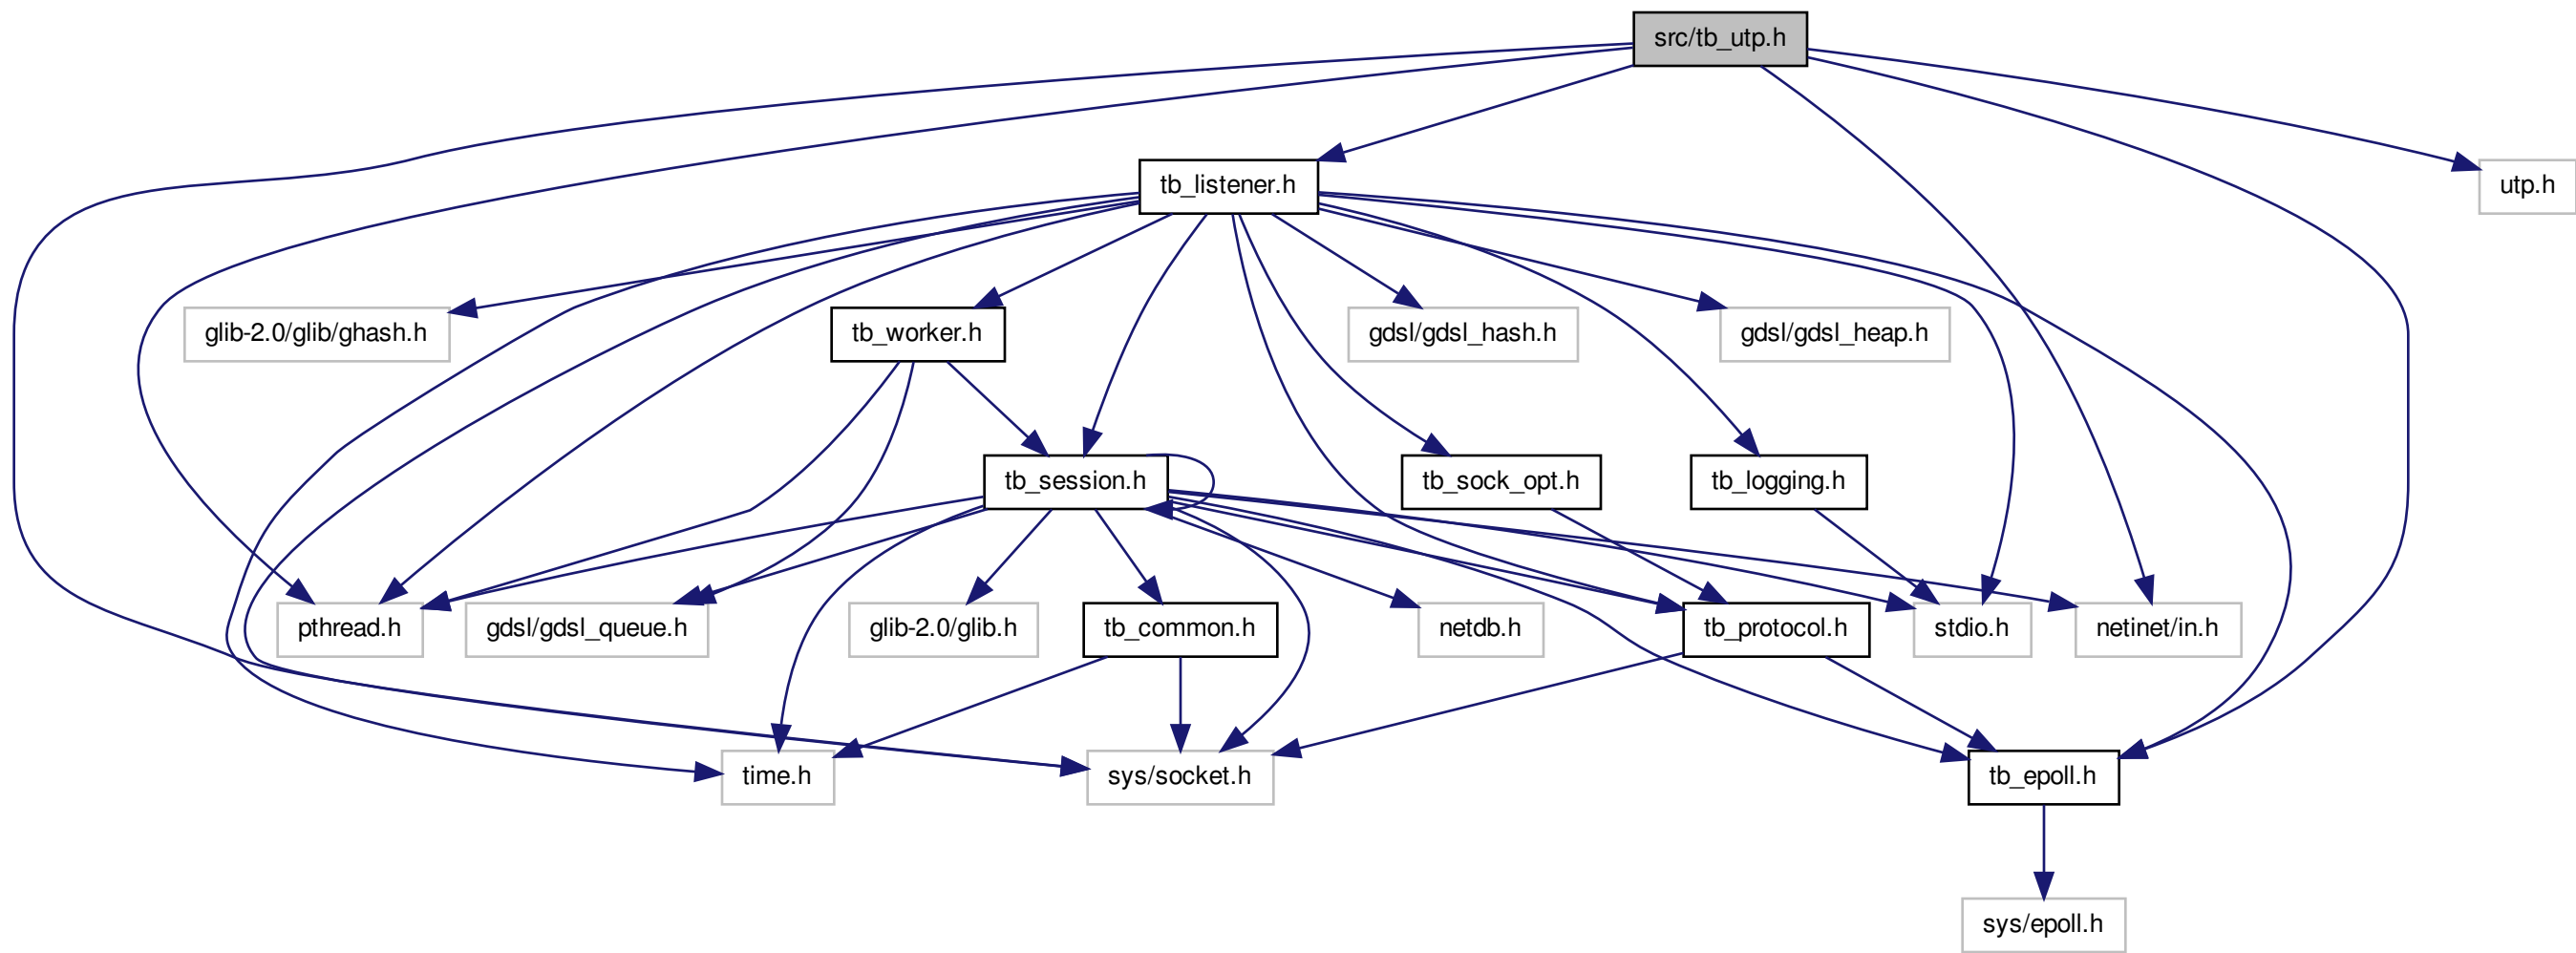 src/tb_utp.h
tb_listener.h
utp.h
glib-2.0/glib/ghash.h
tb_worker.h
gdsl/gdsl_hash.h
gdsl/gdsl_heap.h
tb_session.h
tb_sock_opt.h
tb_logging.h
pthread.h
gdsl/gdsl_queue.h
glib-2.0/glib.h
tb_common.h
netdb.h
tb_protocol.h
stdio.h
netinet/in.h
time.h
sys/socket.h
tb_epoll.h
sys/epoll.h